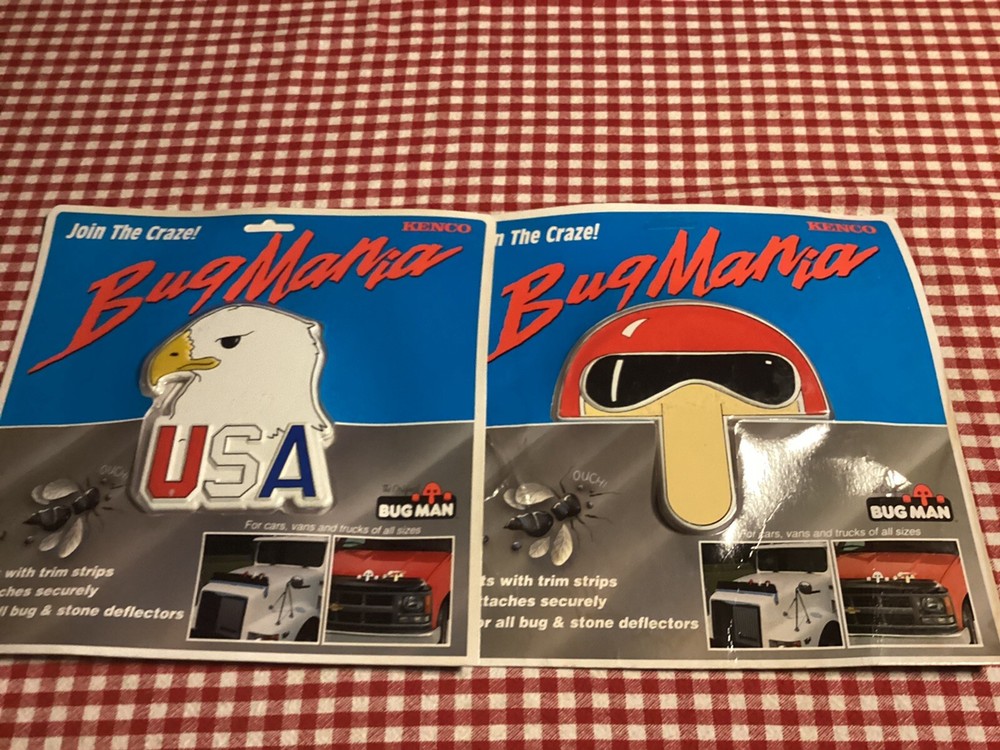 Join The Craze!
KENCO
BugMania
USA
OUCH!
BUG MAN
For cars, vans and trucks of all sizes
with trim strips
ches securely
ll bug & stone deflectors
n The Craze!
KENCO
BugMania
OUCH!
BUG MAN
For cars, vans and trucks of all sizes
ts with trim strips
ttaches securely
or all bug & stone deflectors